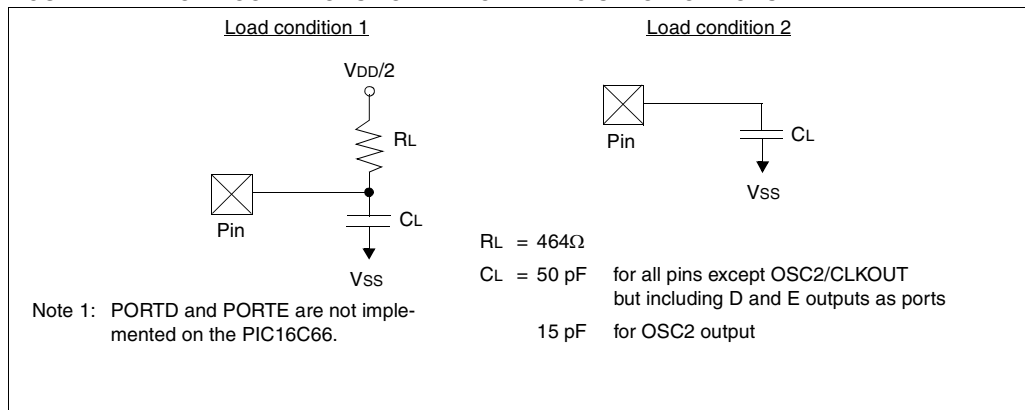 Load condition 1
VDD/2
RL
Pin
CL
VSS
Note 1: PORTD and PORTE are not imple-
mented on the PIC16C66.
Load condition 2
Pin
CL
VSS
RL = 464Ω
CL = 50 pF for all pins except OSC2/CLKOUT
but including D and E outputs as ports
15 pF for OSC2 output